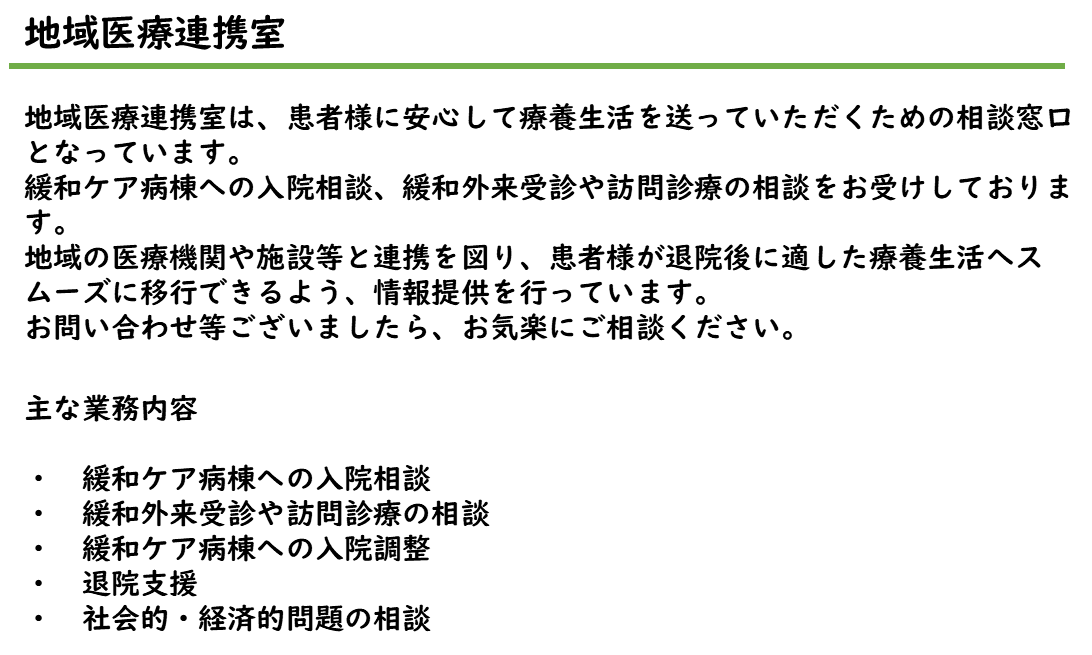 地域医療連携室
地域医療連携室は、患者様に安心して療養生活を送っていただくための相談窓口
となっています。
緩和ケア病棟への入院相談、緩和外来受診や訪問診療の相談をお受けしておりま
す。
地域の医療機関や施設等と連携を図り、患者様が退院後に適した療養生活へス
ムーズに移行できるよう、情報提供を行っています。
お問い合わせ等ございましたら、お気楽にご相談ください。
主な業務内容
・　緩和ケア病棟への入院相談
・　緩和外来受診や訪問診療の相談
・　緩和ケア病棟への入院調整
・　退院支援
・　社会的・経済的問題の相談